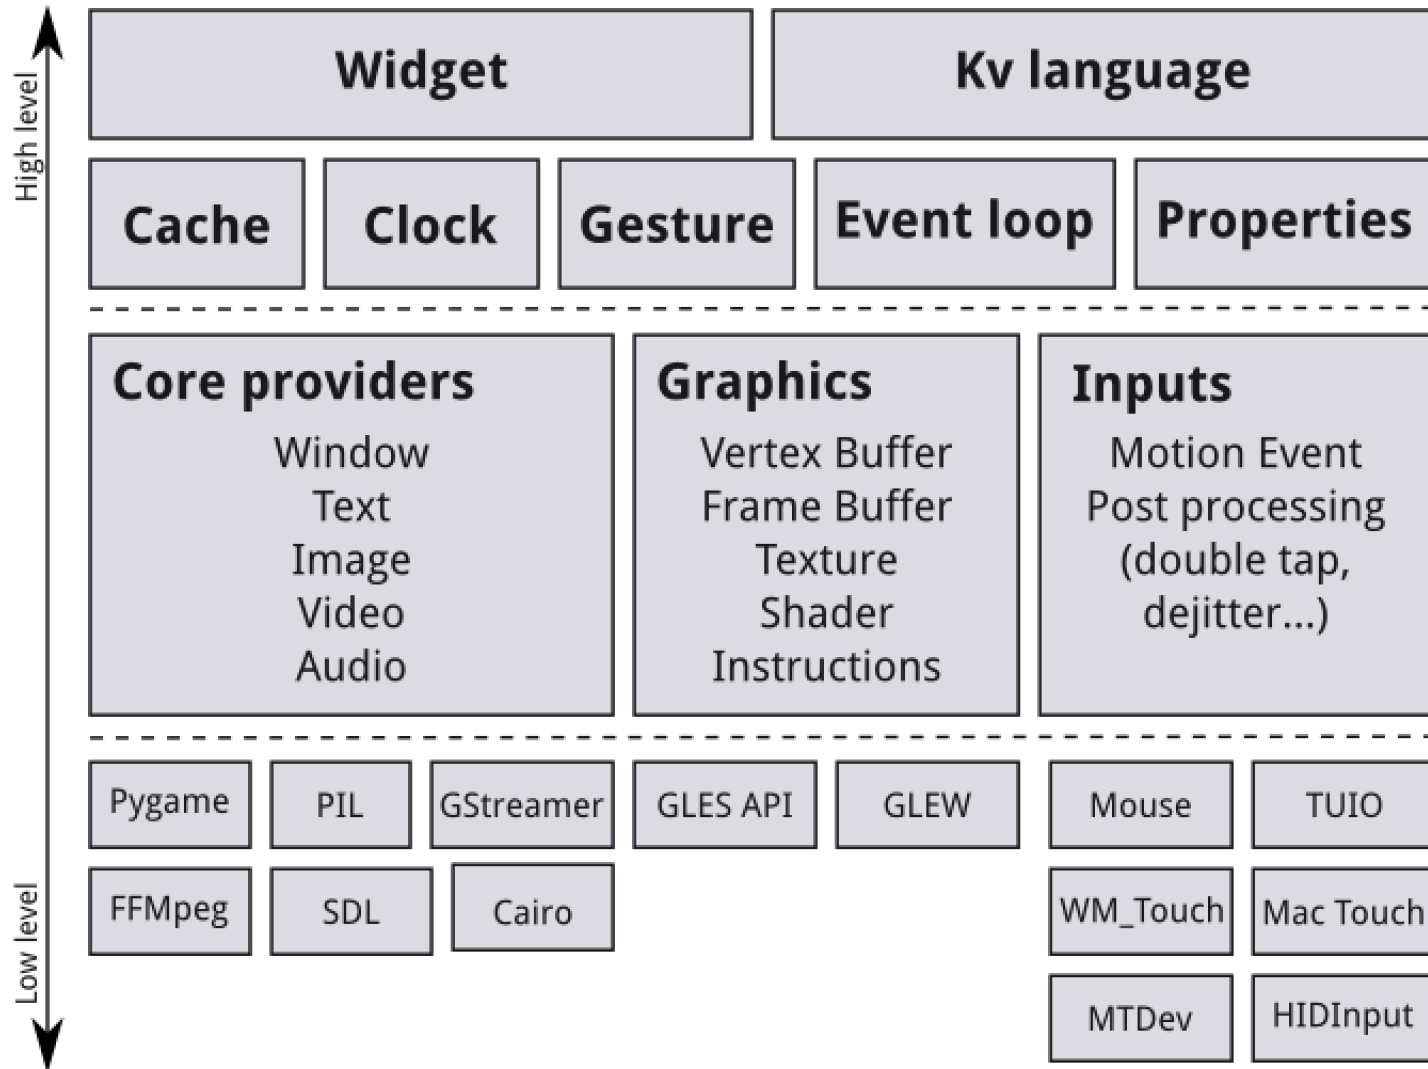 High level
Widget
Kv language
Cache
Clock
Gesture
Event loop
Properties
Core providers
Window
Text
Image
Video
Audio
Graphics
Vertex Buffer
Frame Buffer
Texture
Shader
Instructions
Inputs
Motion Event
Post processing
(double tap,
dejitter...)
Low level
Pygame
PIL
GStreamer
GLES API
GLEW
Mouse
TUIO
FFMpeg
SDL
Cairo
WM_Touch
Mac Touch
MTDev
HIDInput